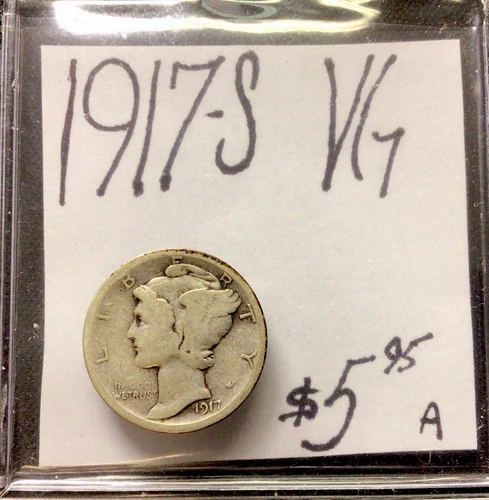 1917-S VG
LIBERTY
IN GOD
WE TRUST
1917
$5.95
A